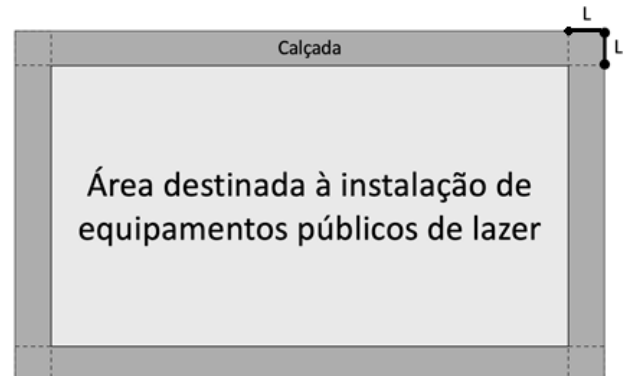 L
Calçada
L
Área destinada à instalação de
equipamentos públicos de lazer